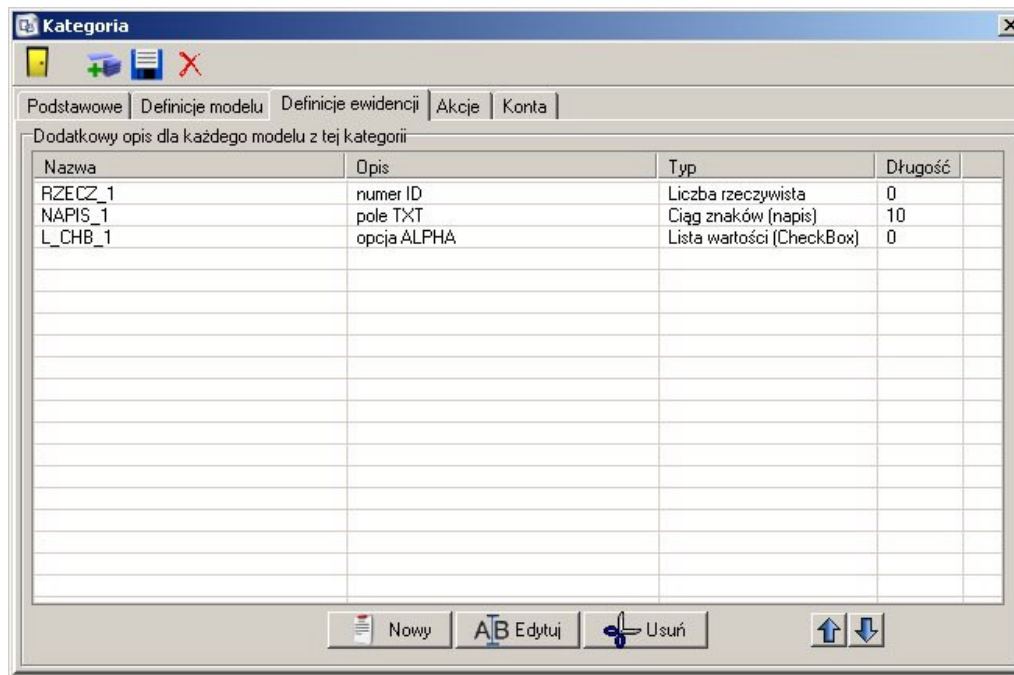 Kategoria
Podstawowe Definicje modelu Definicje ewidencji Akcje Konta
Dodatkowy opis dla każdego modelu z tej kategorii
Nazwa Opis Typ Długość
RZECZ_1 numer ID Liczba rzeczywista 0
NAPIS_1 pole TXT Ciąg znaków (napis) 10
L_CHB_1 opcja ALPHA Lista wartości (CheckBox) 0
Nowy AB Edytuj Usuń